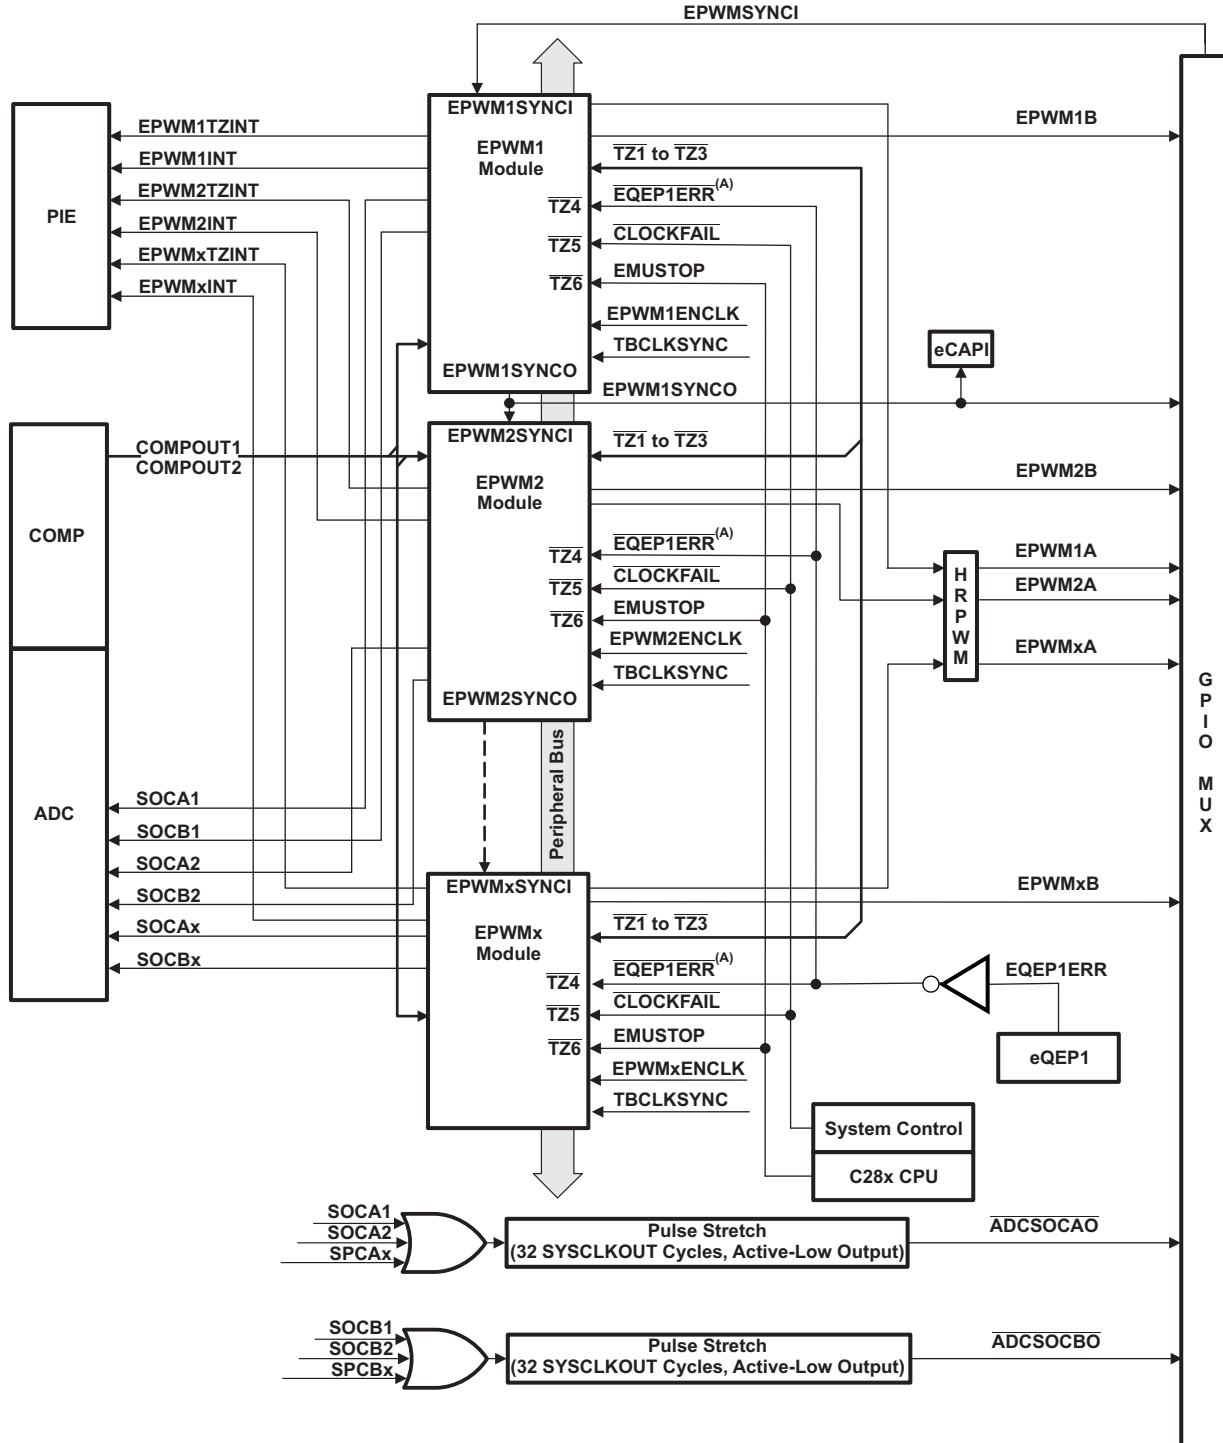 EPWMSYNCI
EPWM1SYNCI
EPWM1
Module
TZ4
TZ5
TZ6
EPWM1SYNCO
PIE
EPWM1TZINT
EPWM1INT
EPWM2TZINT
EPWM2INT
EPWMxTZINT
EPWMxINT
EPWM1B
TZ1 to TZ3
EQEP1ERR(A)
CLOCKFAIL
EMUSTOP
EPWM1ENCLK
TBCLKSYNC
eCAPI
EPWM1SYNCO
COMP
COMPOUT1
COMPOUT2
EPWM2SYNCI
EPWM2
Module
TZ4
TZ5
TZ6
EPWM2SYNCO
TZ1 to TZ3
EPWM2B
EQEP1ERR(A)
CLOCKFAIL
EMUSTOP
EPWM2ENCLK
TBCLKSYNC
HRPWM
EPWM1A
EPWM2A
EPWMxA
GPIO MUX
Peripheral Bus
ADC
SOCA1
SOCB1
SOCA2
SOCB2
SOCAx
SOCBx
EPWMxSYNCI
EPWMx
Module
TZ4
TZ5
TZ6
EPWMxB
TZ1 to TZ3
EQEP1ERR(A)
CLOCKFAIL
EMUSTOP
EPWMxENCLK
TBCLKSYNC
EQEP1ERR
eQEP1
System Control
C28x CPU
SOCA1
SOCA2
SPCAx
Pulse Stretch
(32 SYSCLKOUT Cycles, Active-Low Output)
ADCSOCAO
SOCB1
SOCB2
SPCBx
Pulse Stretch
(32 SYSCLKOUT Cycles, Active-Low Output)
ADCSOCBO